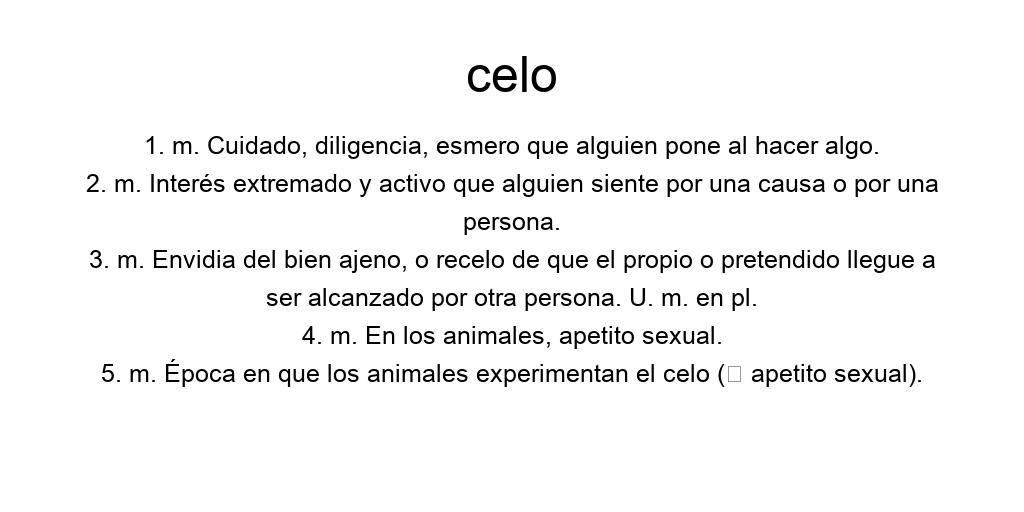 celo
1. m. Cuidado, diligencia, esmero que alguien pone al hacer algo.
2. m. Interés extremado y activo que alguien siente por una causa o por una
persona.
3. m. Envidia del bien ajeno, o recelo de que el propio o pretendido llegue a
ser alcanzado por otra persona. U. m. en pl.
4. m. En los animales, apetito sexual.
5. m. Época en que los animales experimentan el celo (□ apetito sexual).